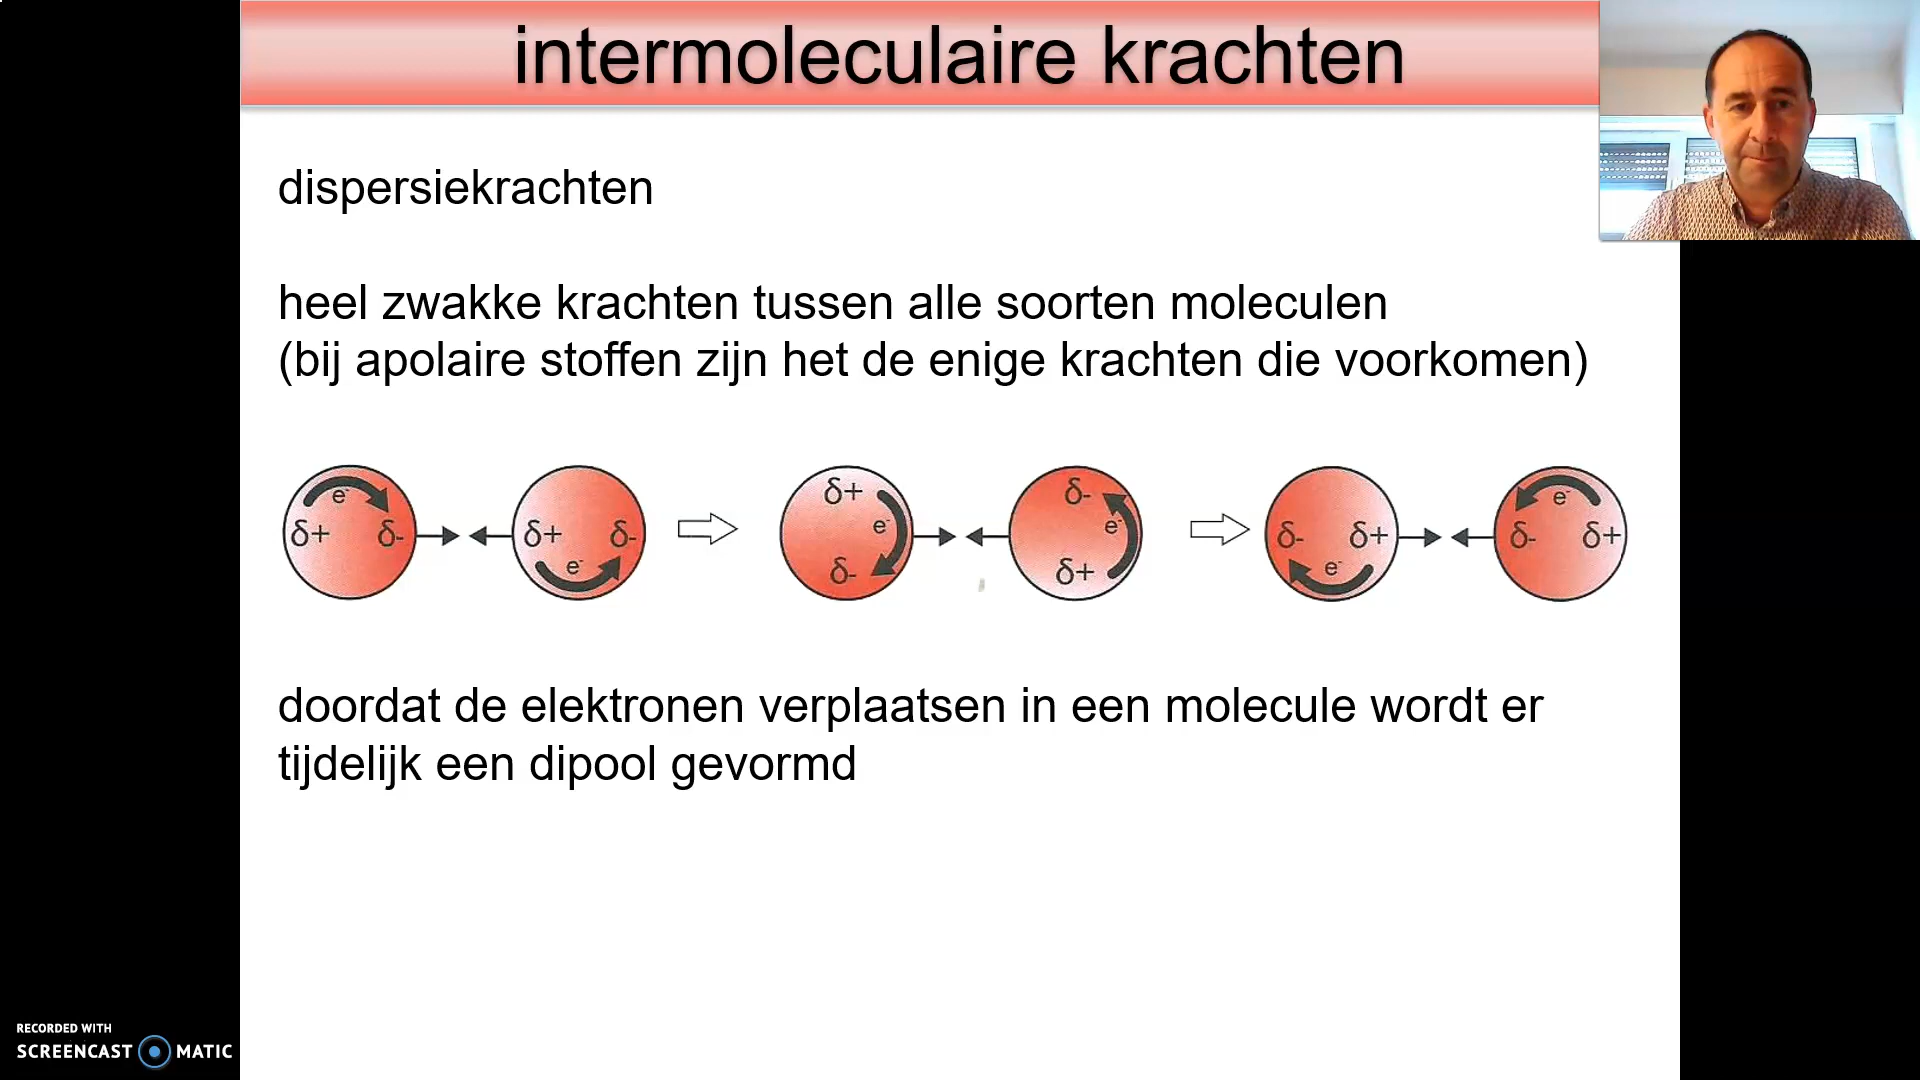 intermoleculaire krachten
dispersiekrachten
heel zwakke krachten tussen alle soorten moleculen
(bij apolaire stoffen zijn het de enige krachten die voorkomen)
e⁻ δ+ δ-
δ+ δ- e⁻
δ+ e⁻ δ-
δ- e⁻ δ+
δ- δ+ e⁻
e⁻ δ- δ+
doordat de elektronen verplaatsen in een molecule wordt er
tijdelijk een dipool gevormd
RECORDED WITH
SCREENCAST MATIC